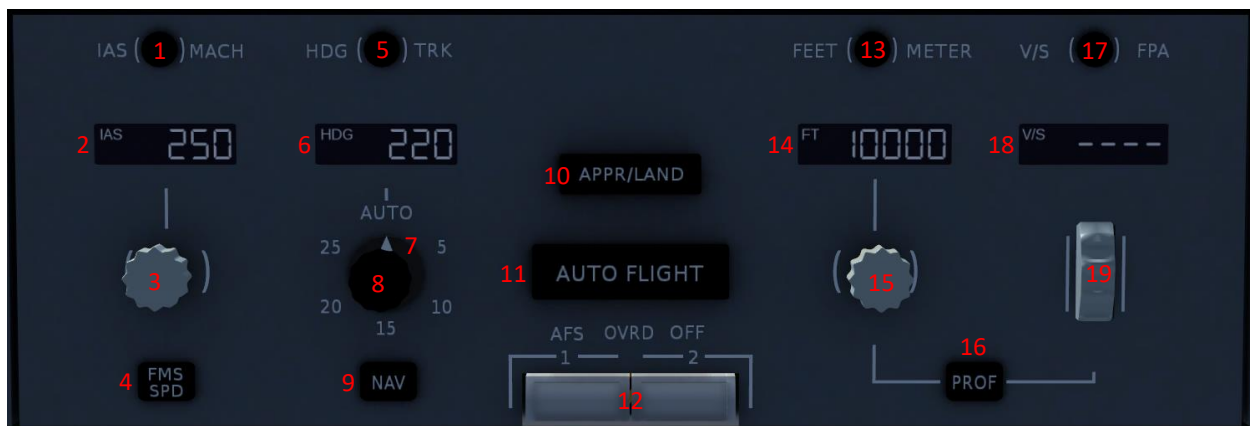 IAS ( 1 ) MACH
HDG ( 5 ) TRK
FEET ( 13 ) METER
V/S ( 17 ) FPA
2 IAS 250
6 HDG 220
14 FT 10000
18 V/S ----
10 APPR/LAND
AUTO
25 7 5
3
8
11 AUTO FLIGHT
15
19
20 10
15
AFS OVRD OFF
1 2
4 FMS
SPD
9 NAV
12
16
PROF